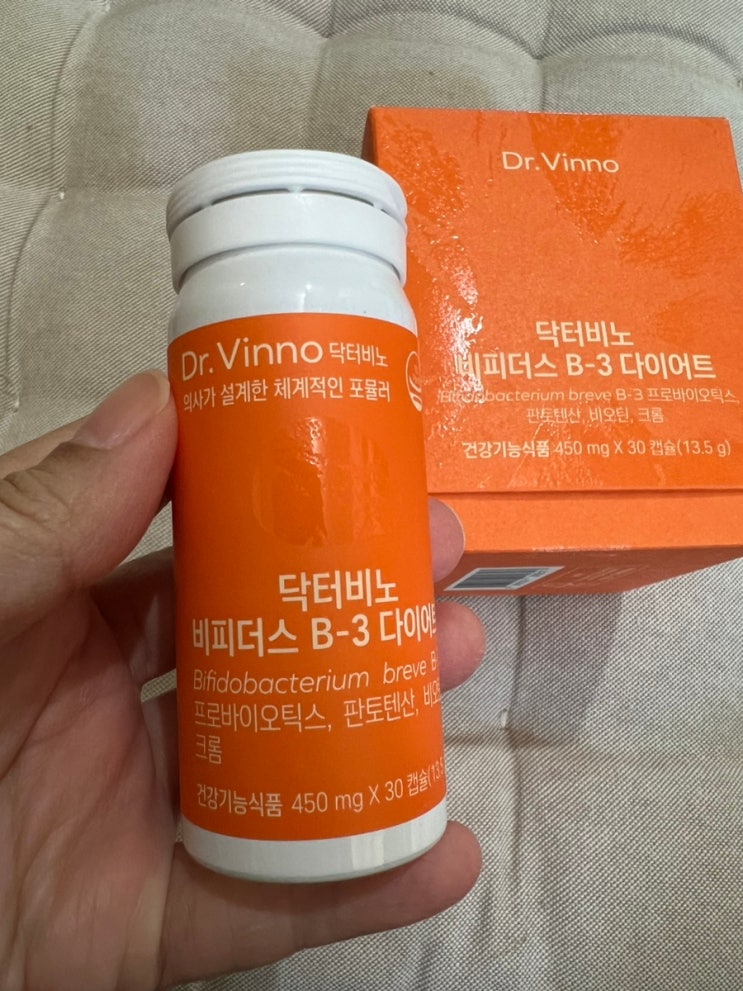 Dr.Vinno
닥터비노
비피더스 B-3 다이어트
Bifidobacterium breve B-3 프로바이오틱스,
판토텐산, 비오틴, 크롬
건강기능식품 450 mg X 30 캡슐(13.5 g)
Dr.Vinno 닥터비노
의사가 설계한 체계적인 포뮬러
닥터비노
비피더스 B-3 다이어트
Bifidobacterium breve B-
프로바이오틱스, 판토텐산, 비오
크롬
건강기능식품 450 mg X 30 캡슐(13.5